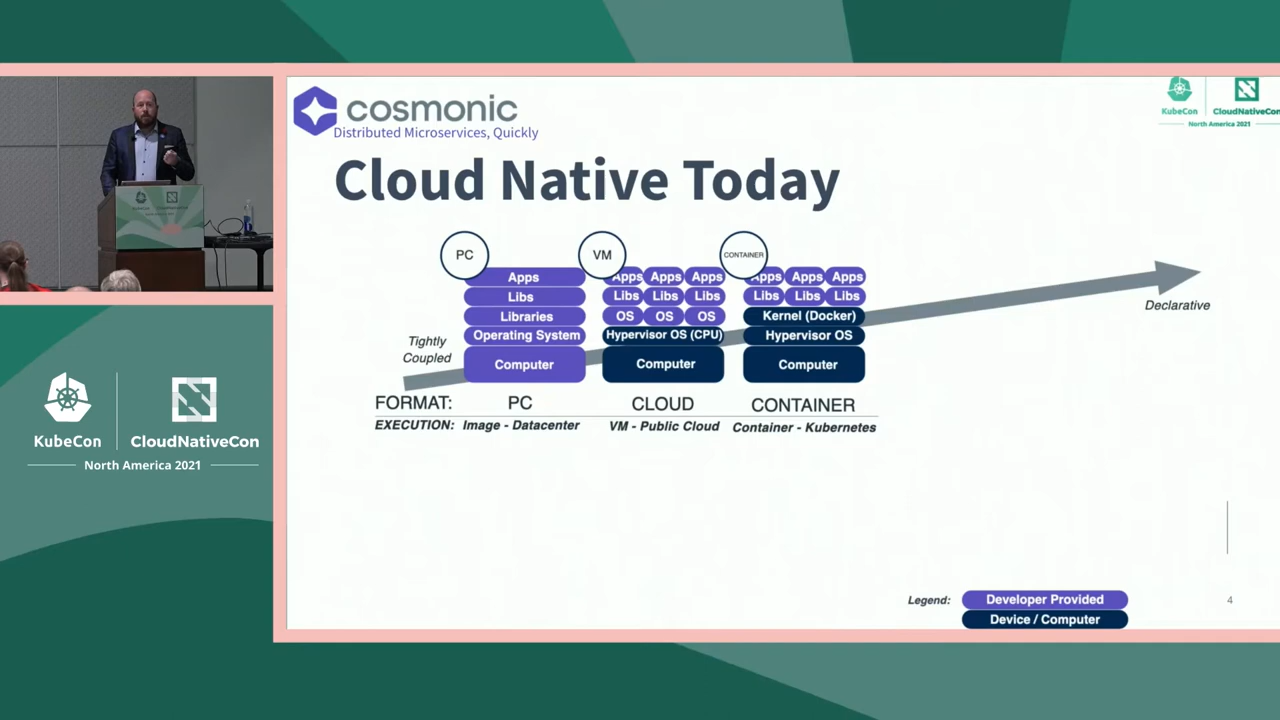 cosmonic
Distributed Microservices, Quickly
KubeCon
CloudNativeCon
North America 2021
Cloud Native Today
PC
VM
CONTAINER
Apps
Apps Apps Apps
Apps Apps Apps
Libs
Libs Libs Libs
Libs Libs Libs
Libraries
OS OS OS
Kernel (Docker)
Operating System
Hypervisor OS (CPU)
Hypervisor OS
Computer
Computer
Computer
Tightly
Coupled
Declarative
FORMAT: PC CLOUD CONTAINER
EXECUTION: Image - Datacenter VM - Public Cloud Container - Kubernetes
Legend:
Developer Provided
Device / Computer
4
KubeCon
CloudNativeCon
North America 2021